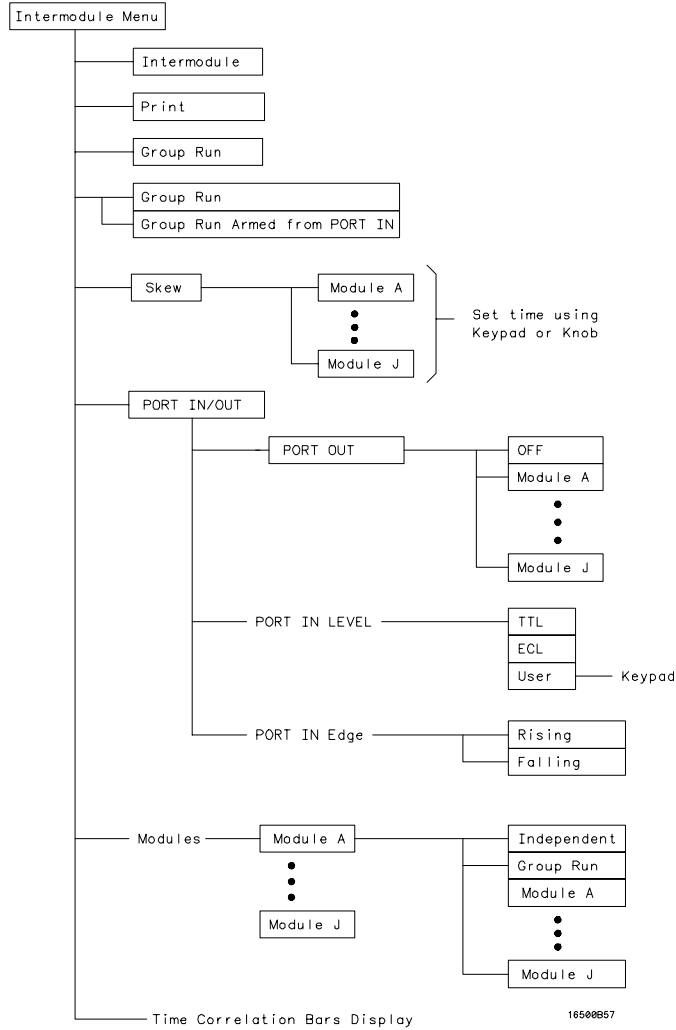 Intermodule Menu
Intermodule
Print
Group Run
Group Run
Group Run Armed from PORT IN
Skew
Module A
Module J
Set time using
Keypad or Knob
PORT IN/OUT
PORT OUT
OFF
Module A
Module J
PORT IN LEVEL
TTL
ECL
User
Keypad
PORT IN Edge
Rising
Falling
Modules
Module A
Module J
Independent
Group Run
Module A
Module J
Time Correlation Bars Display
16500B57